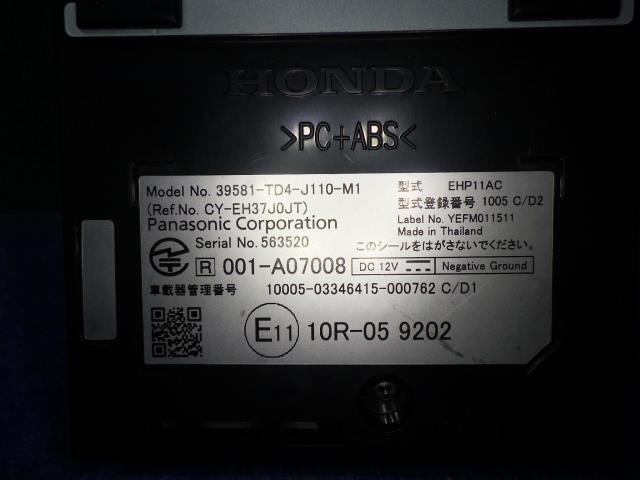 HONDA
>PC+ABS<
Model No. 39581-TD4-J110-M1 型式 EHP11AC
(Ref.No. CY-EH37J0JT) 型式登録番号 1005 C/D2
Panasonic Corporation Label No. YEFM011511
Made in Thailand
Serial No. 563520 このシールをはがさないでください。
R 001-A07008 DC 12V Negative Ground
車載器管理番号 10005-03346415-000762 C/D1
E11 10R-05 9202